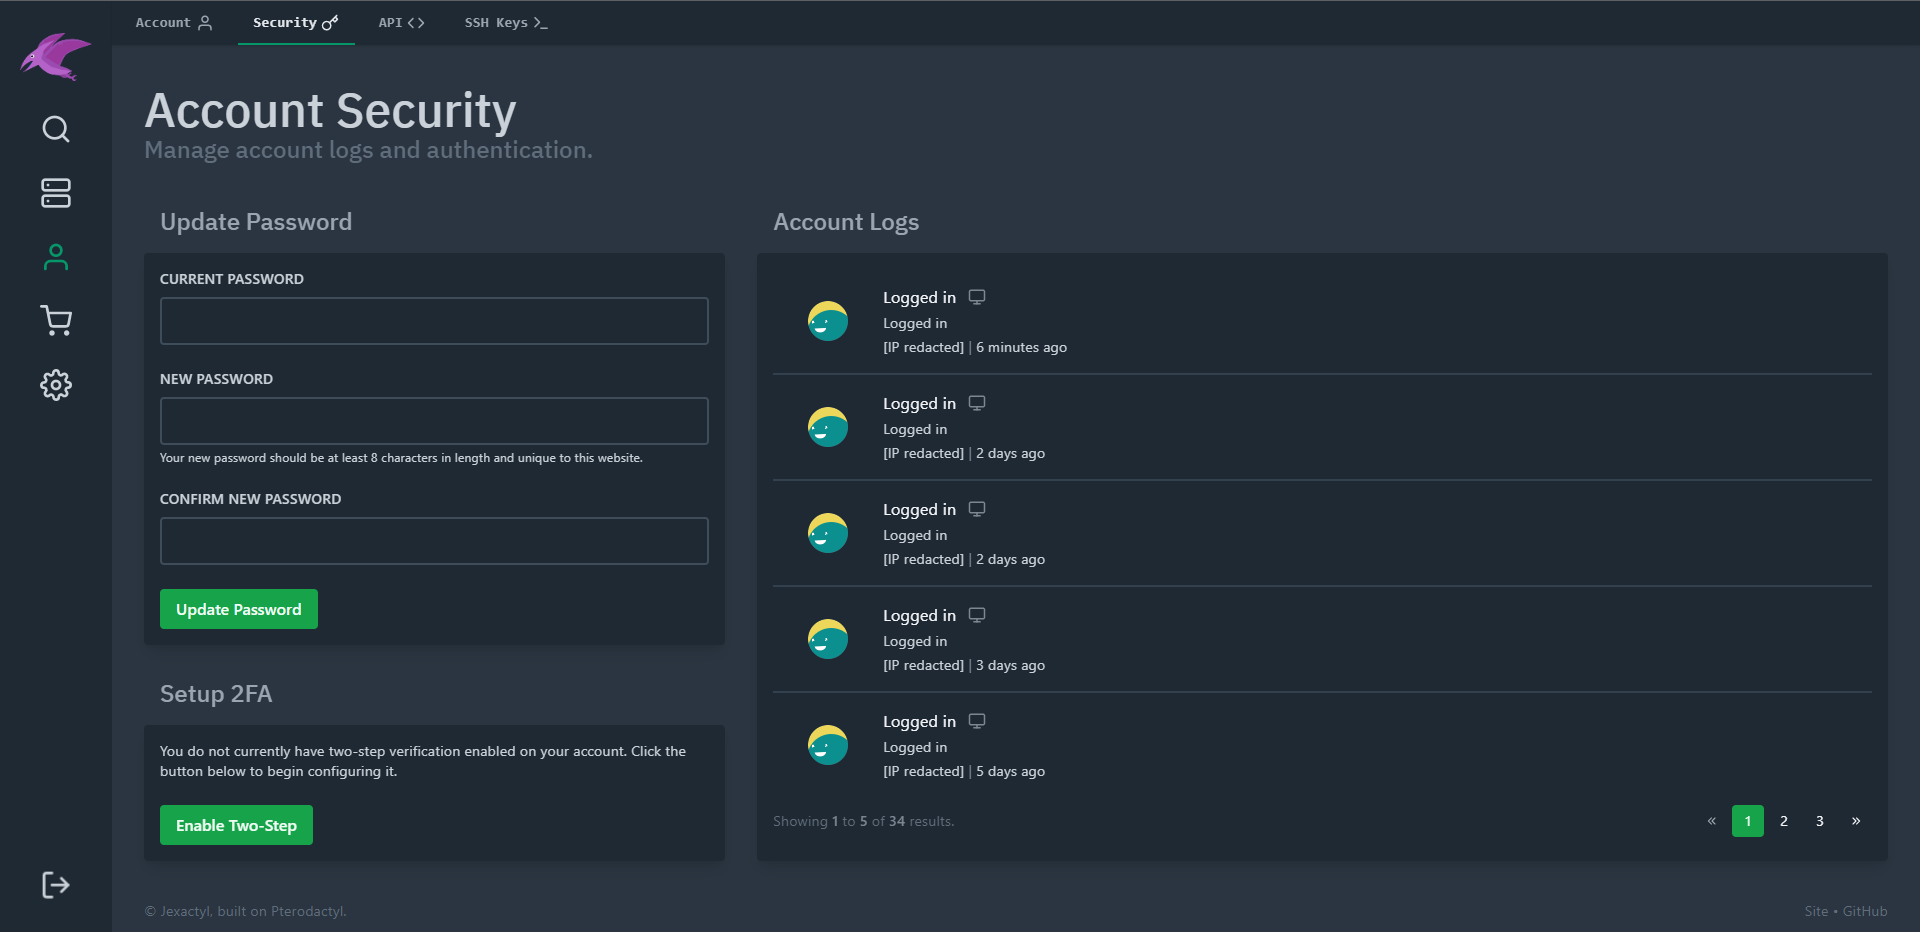 Account
Security
API
SSH Keys
Account Security
Manage account logs and authentication.
Update Password
CURRENT PASSWORD
NEW PASSWORD
Your new password should be at least 8 characters in length and unique to this website.
CONFIRM NEW PASSWORD
Update Password
Setup 2FA
You do not currently have two-step verification enabled on your account. Click the
button below to begin configuring it.
Enable Two-Step
Account Logs
Logged in
Logged in
[IP redacted] | 6 minutes ago
Logged in
Logged in
[IP redacted] | 2 days ago
Logged in
Logged in
[IP redacted] | 2 days ago
Logged in
Logged in
[IP redacted] | 3 days ago
Logged in
Logged in
[IP redacted] | 5 days ago
Showing 1 to 5 of 34 results.
« 1 2 3 »
© Jexactyl, built on Pterodactyl.
Site • GitHub